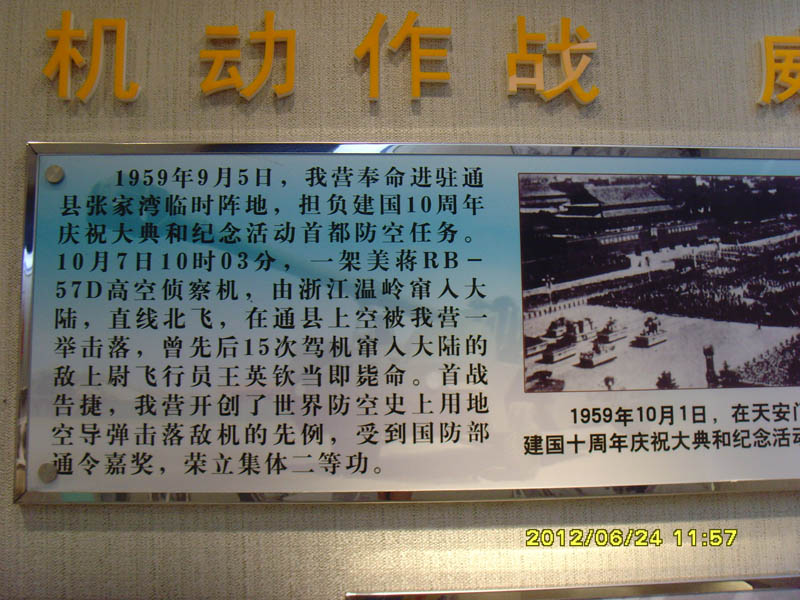 机动作战 威
1959年9月5日，我营奉命进驻通
县张家湾临时阵地，担负建国10周年
庆祝大典和纪念活动首都防空任务。
10月7日10时03分，一架美蒋RB－
57D高空侦察机，由浙江温岭窜入大
陆，直线北飞，在通县上空被我营一
举击落，曾先后15次驾机窜入大陆的
敌上尉飞行员王英钦当即毙命。首战
告捷，我营开创了世界防空史上用地
空导弹击落敌机的先例，受到国防部
通令嘉奖，荣立集体二等功。
1959年10月1日，在天安门
建国十周年庆祝大典和纪念活动
2012/06/24 11:57